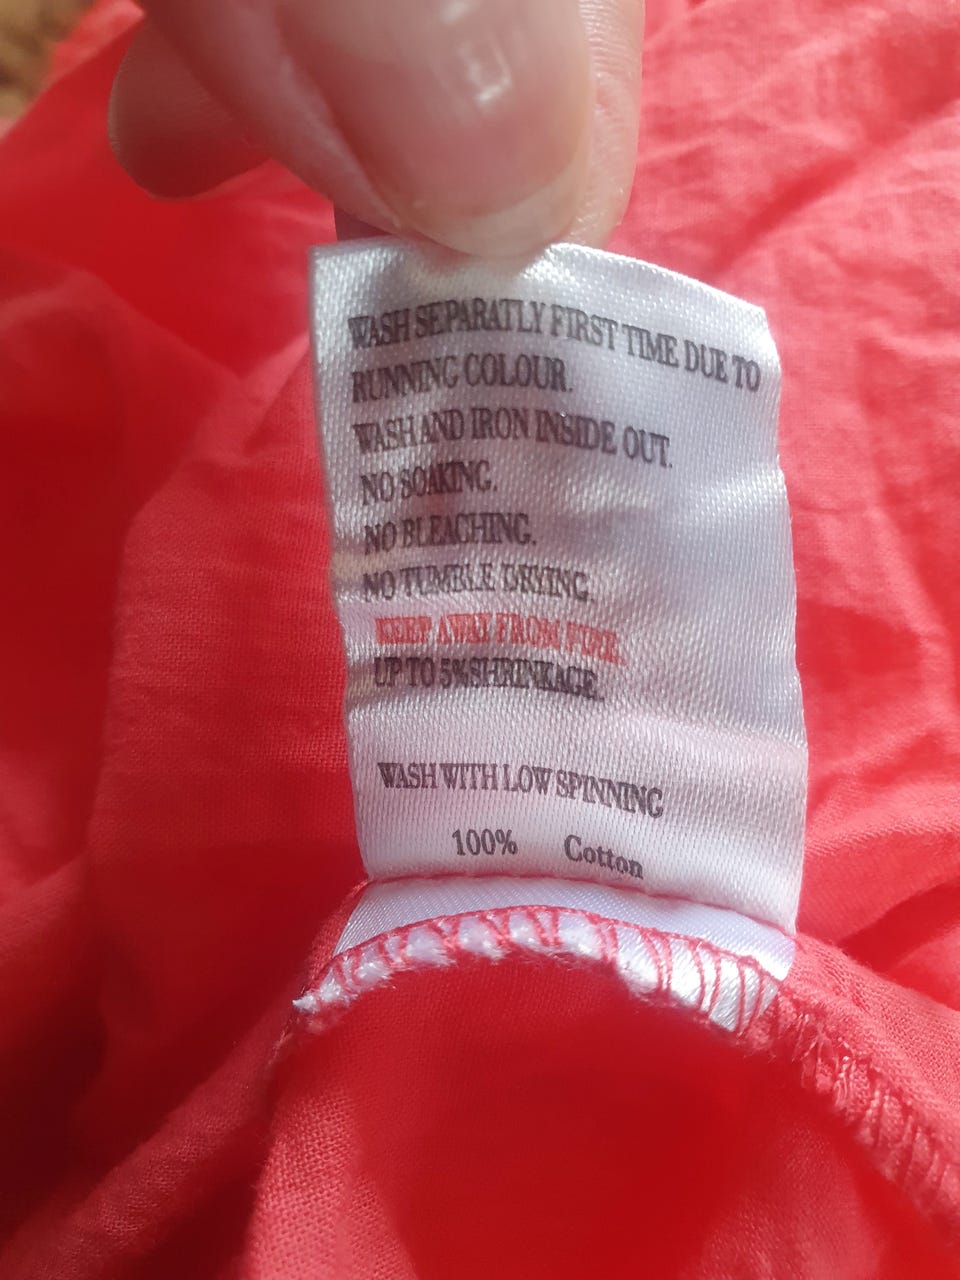 WASH SEPARATLY FIRST TIME DUE TO
RUNNING COLOUR.
WASH AND IRON INSIDE OUT.
NO SOAKING.
NO BLEACHING.
NO TUMBLE DRYING.
KEEP AWAY FROM FIRE.
UP TO 5% SHRINKAGE.
WASH WITH LOW SPINNING
100% Cotton